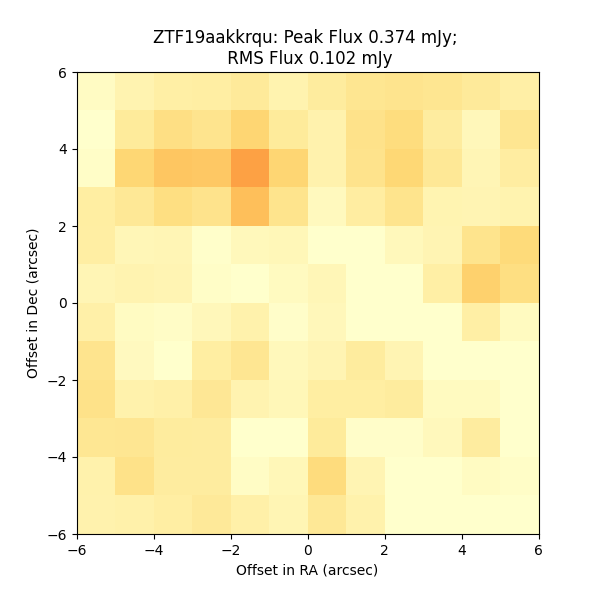 ZTF19aakkrqu: Peak Flux 0.374 mJy;
RMS Flux 0.102 mJy
6
4
2
0
−2
−4
−6
Offset in Dec (arcsec)
−6 −4 −2 0 2 4 6
Offset in RA (arcsec)